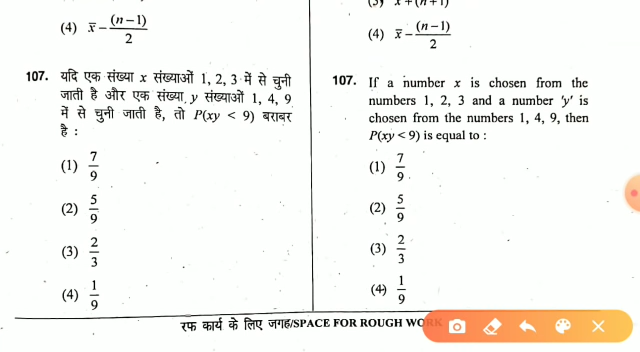 (4) x̄ − (n−1)/2
107. यदि एक संख्या x संख्याओं 1, 2, 3 में से चुनी
जाती है और एक संख्या y संख्याओं 1, 4, 9
में से चुनी जाती है, तो P(xy < 9) बराबर
है :
(1) 7/9
(2) 5/9
(3) 2/3
(4) 1/9
(4) x̄ − (n−1)/2
107. If a number x is chosen from the
numbers 1, 2, 3 and a number 'y' is
chosen from the numbers 1, 4, 9, then
P(xy < 9) is equal to :
(1) 7/9
(2) 5/9
(3) 2/3
(4) 1/9
रफ कार्य के लिए जगह/SPACE FOR ROUGH WORK